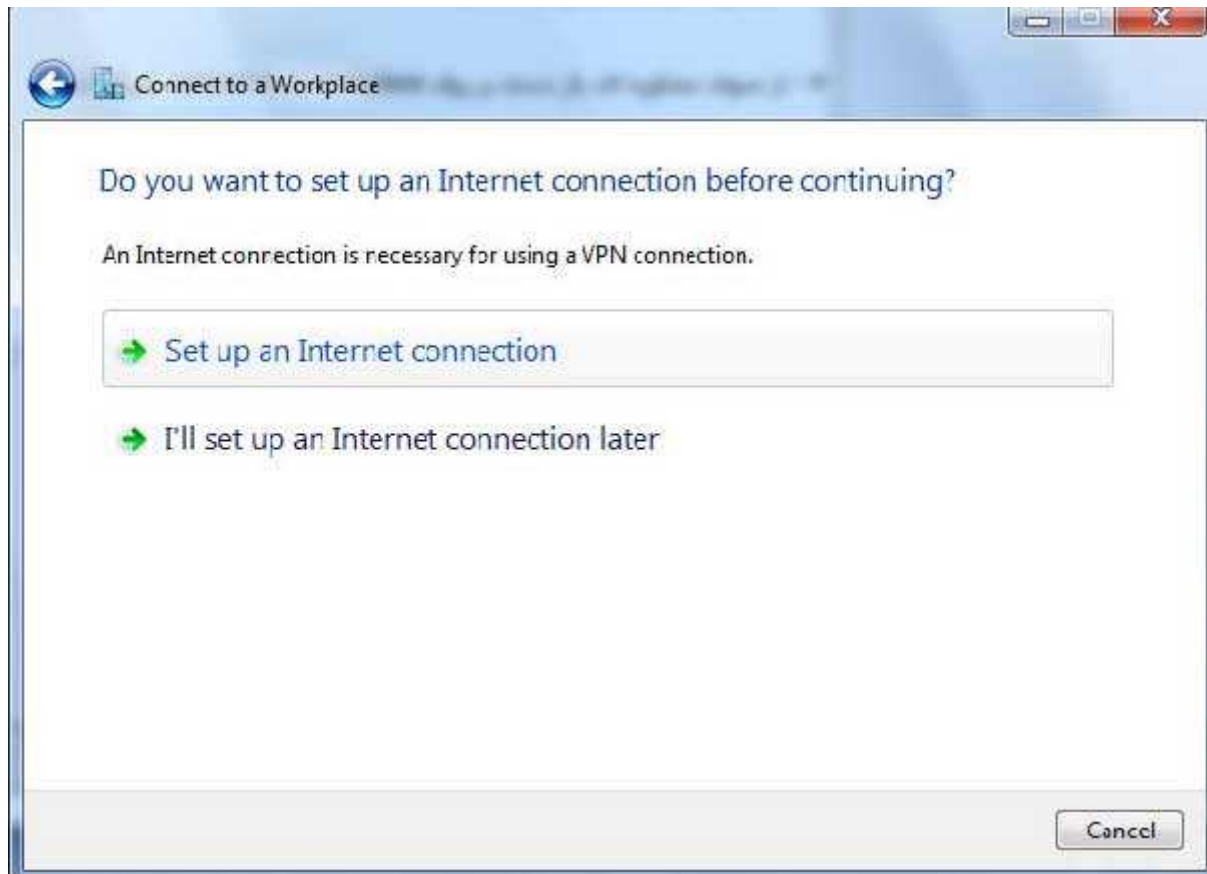 Connect to a Workplace
Do you want to set up an Internet connection before continuing?
An Internet connection is necessary for using a VPN connection.
Set up an Internet connection
I'll set up an Internet connection later
Cancel